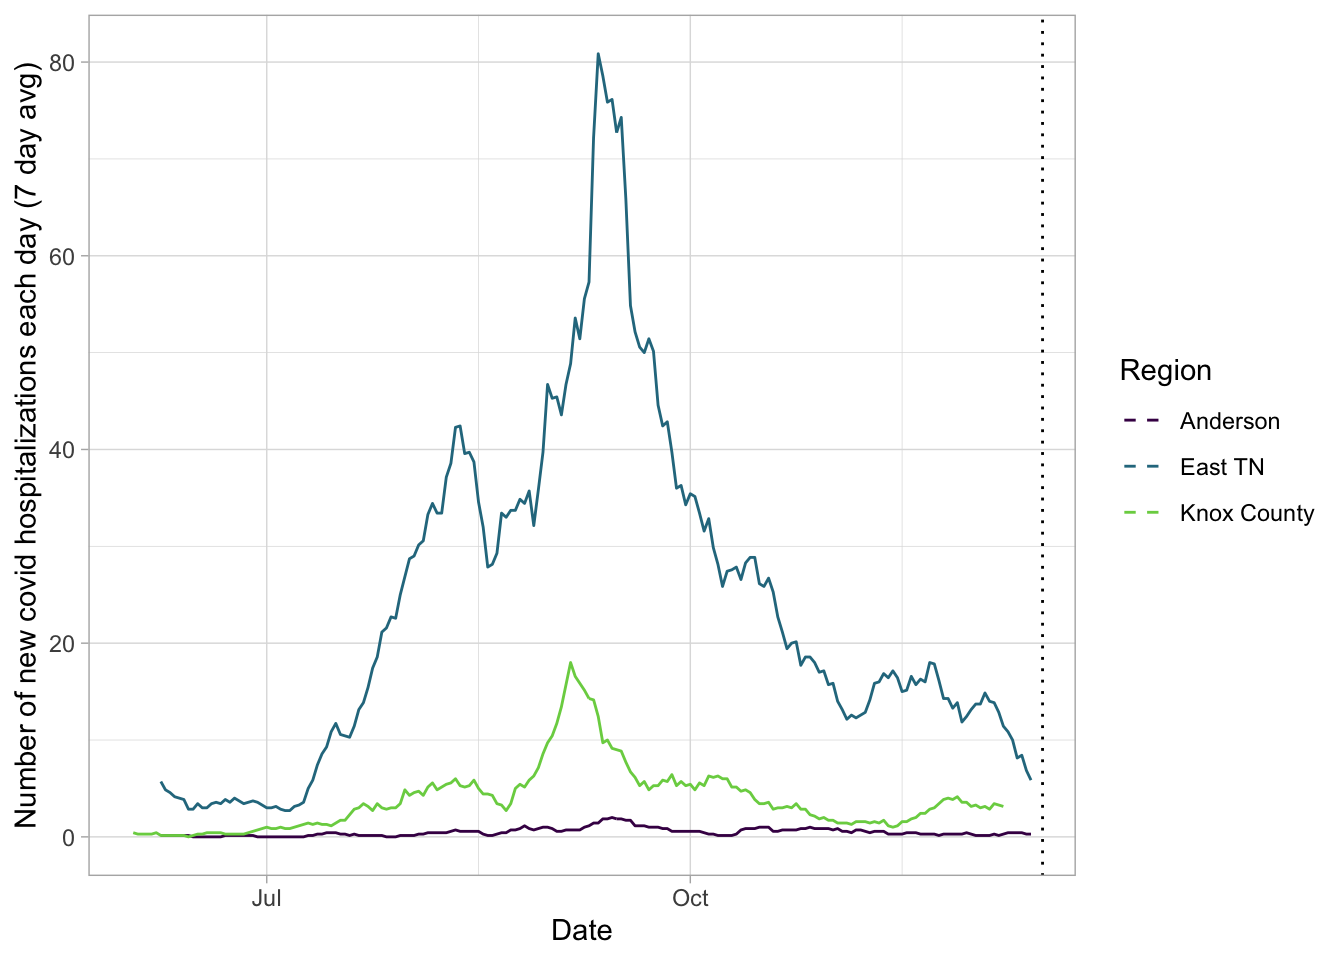 Number of new covid hospitalizations each day (7 day avg)
80
60
40
20
0
Jul
Oct
Date
Region
Anderson
East TN
Knox County